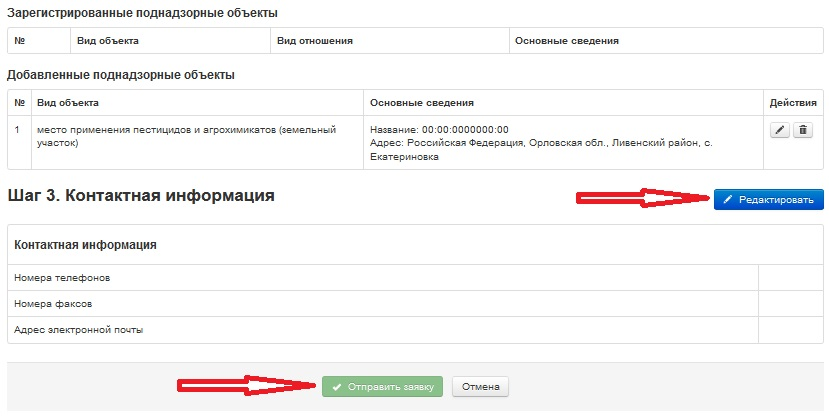 Зарегистрированные поднадзорные объекты
№ Вид объекта Вид отношения Основные сведения
Добавленные поднадзорные объекты
№ Вид объекта Основные сведения Действия
1 место применения пестицидов и агрохимикатов (земельный участок) Название: 00:00:0000000:00
Адрес: Российская Федерация, Орловская обл., Ливенский район, с.
Екатериновка
Шаг 3. Контактная информация
Редактировать
Контактная информация
Номера телефонов
Номера факсов
Адрес электронной почты
Отправить заявку Отмена